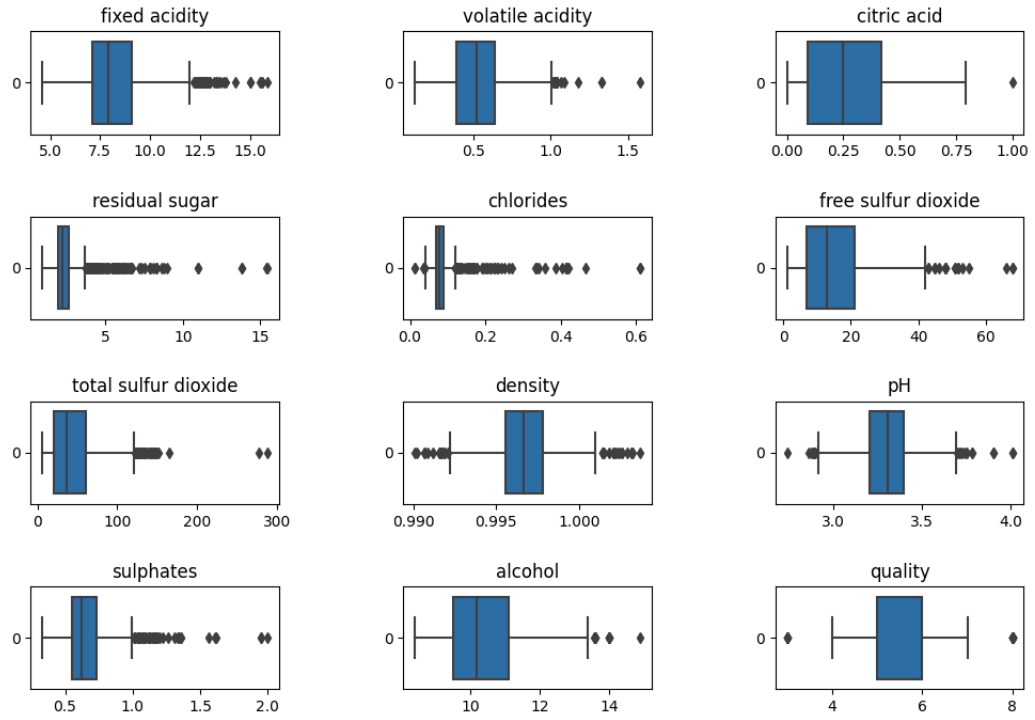 fixed acidity volatile acidity citric acid
0 0 0
5.0 7.5 10.0 12.5 15.0 0.5 1.0 1.5 0.00 0.25 0.50 0.75 1.00
residual sugar chlorides free sulfur dioxide
0 0 0
5 10 15 0.0 0.2 0.4 0.6 0 20 40 60
total sulfur dioxide density pH
0 0 0
0 100 200 300 0.990 0.995 1.000 3.0 3.5 4.0
sulphates alcohol quality
0 0 0
0.5 1.0 1.5 2.0 10 12 14 4 6 8